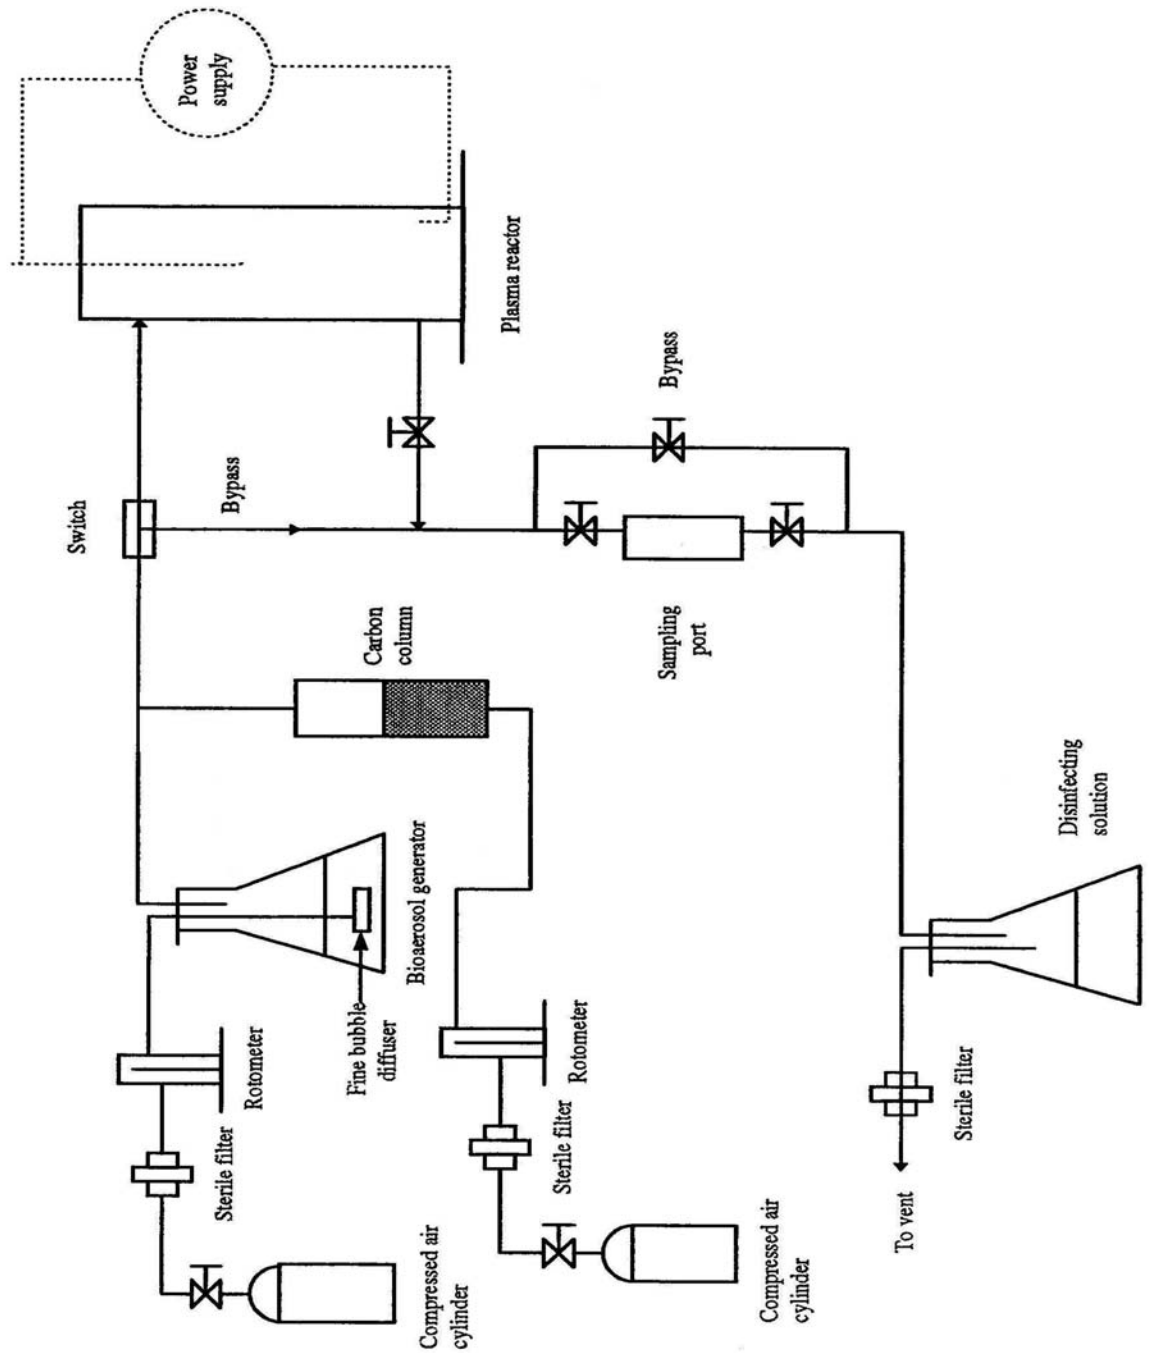 Power
supply
Plasma reactor
Switch
Bypass
Bypass
Carbon
column
Sampling
port
Bioaerosol generator
Fine bubble
diffuser
Rotometer
Sterile filter
Compressed air
cylinder
Rotometer
Sterile filter
Compressed air
cylinder
Disinfecting
solution
Sterile filter
To vent